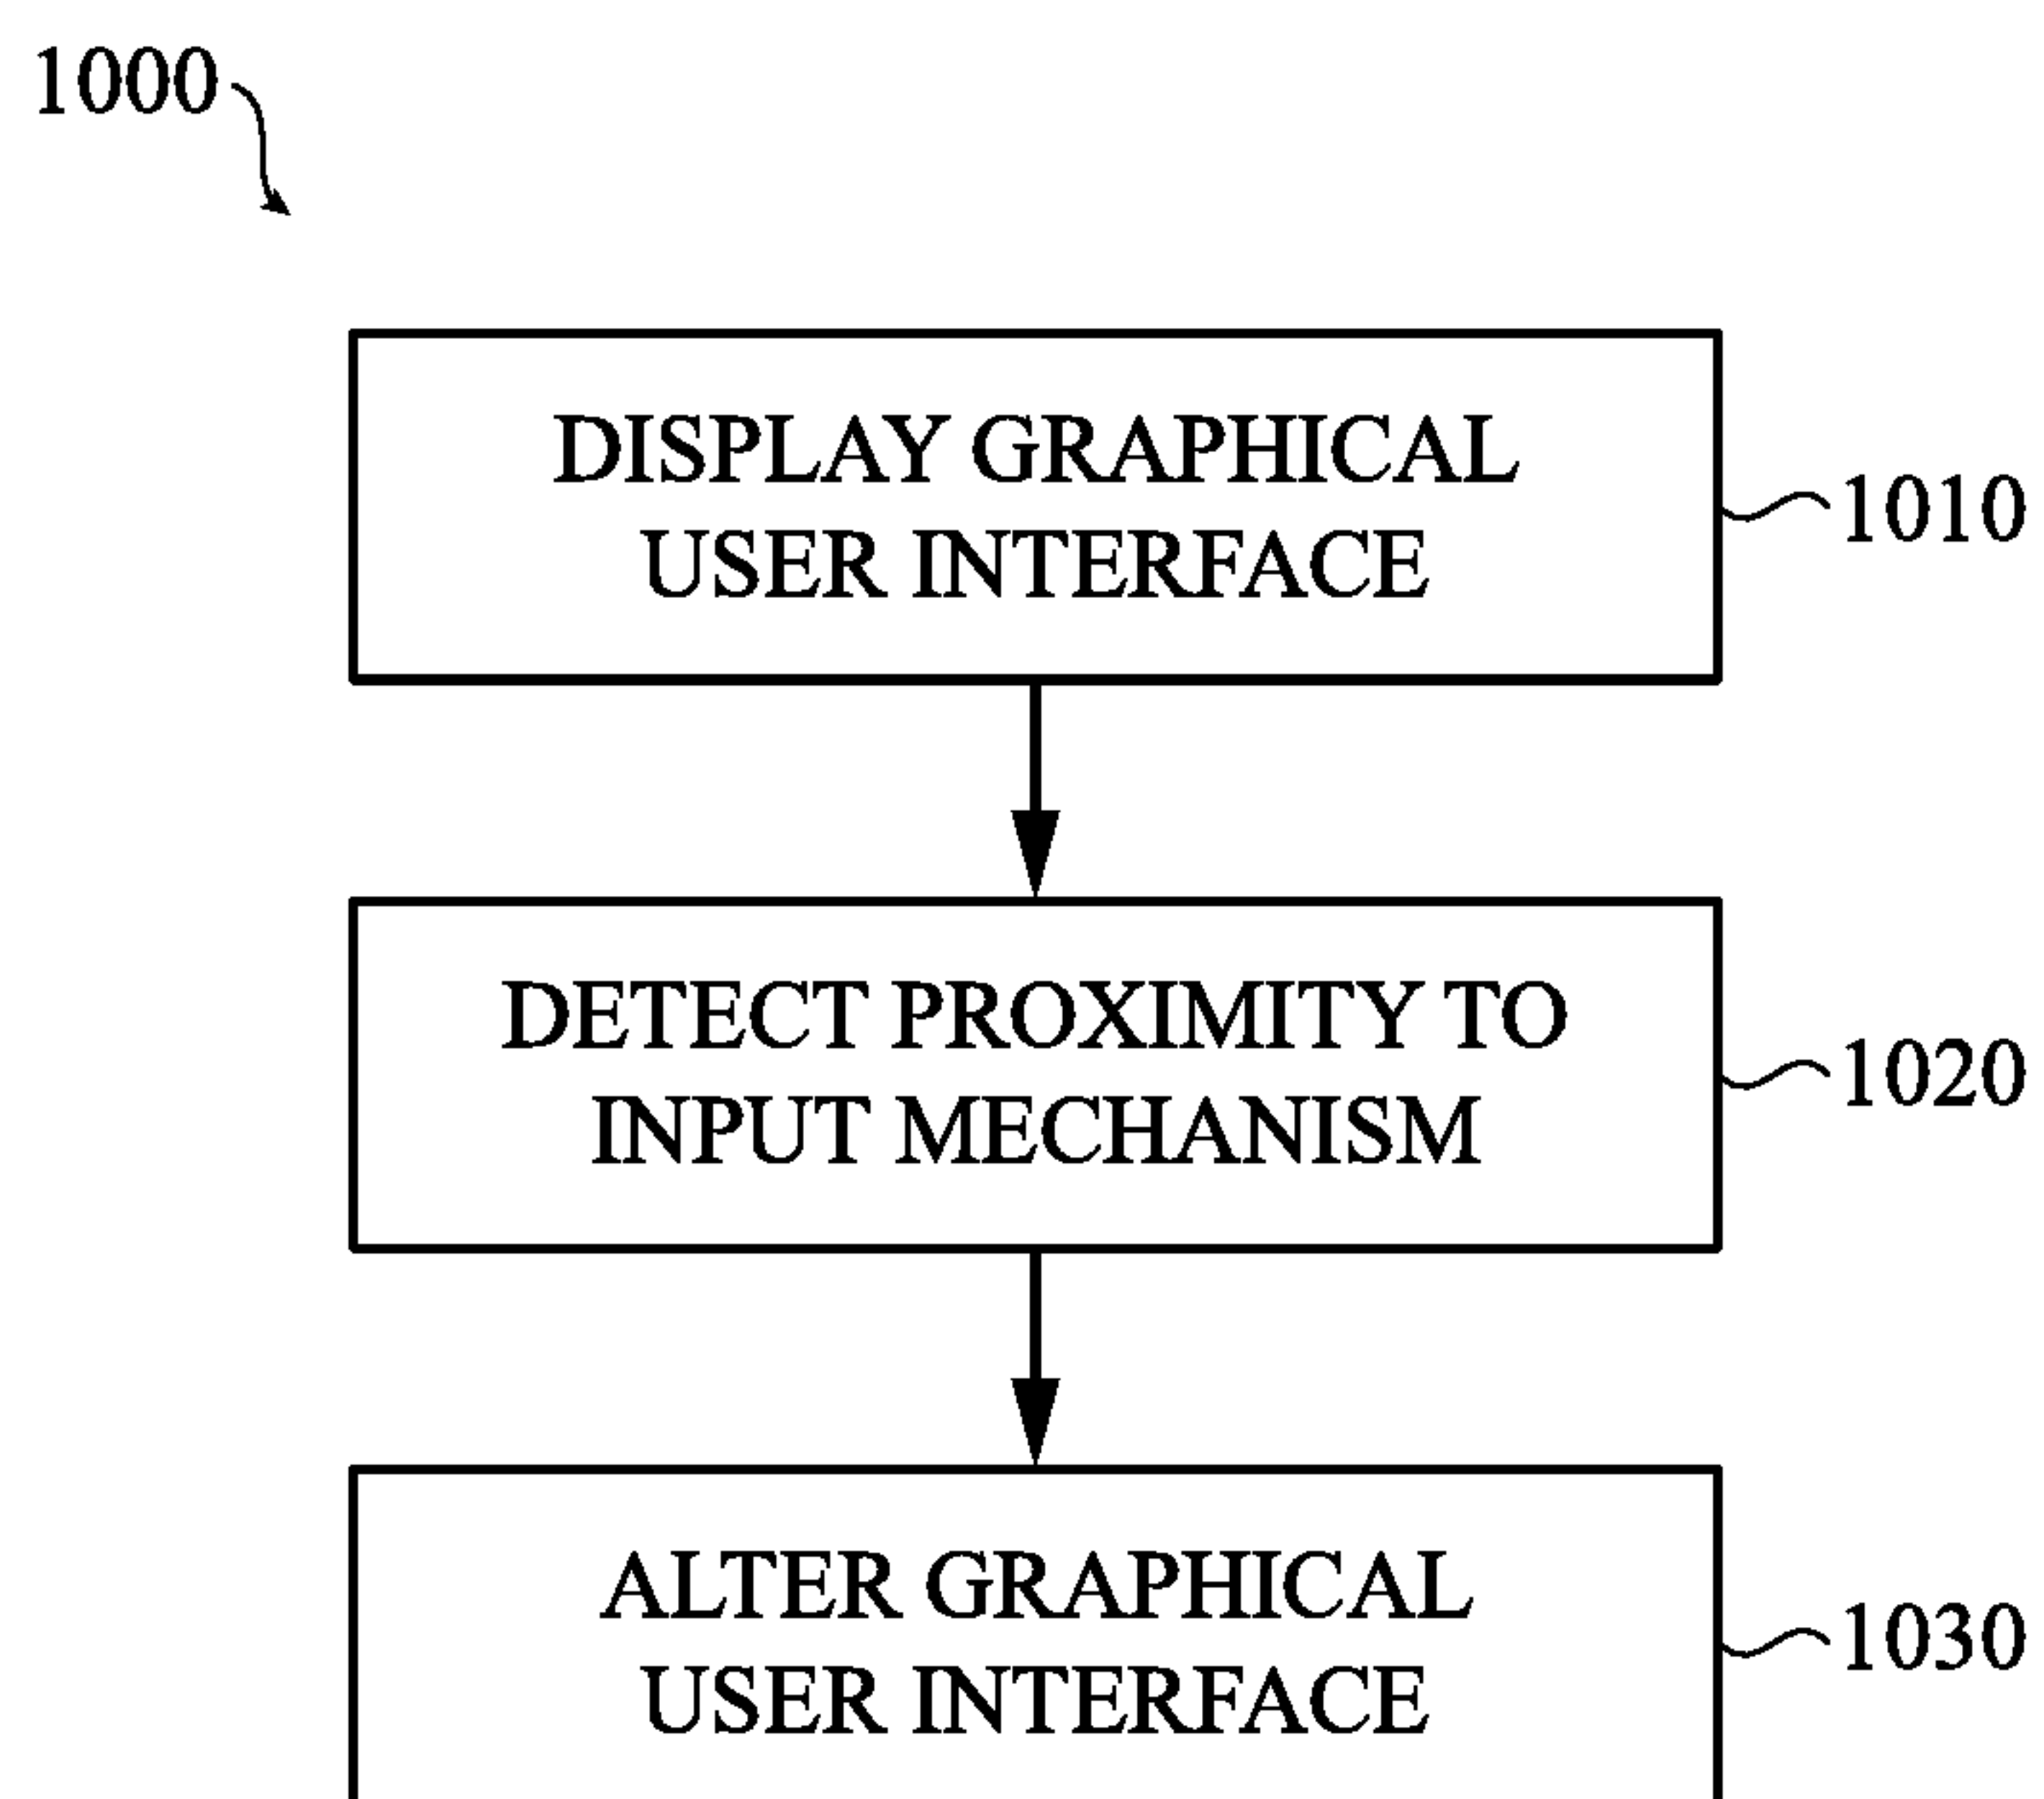 1000
DISPLAY GRAPHICAL
USER INTERFACE
1010
DETECT PROXIMITY TO
INPUT MECHANISM
1020
ALTER GRAPHICAL
USER INTERFACE
1030